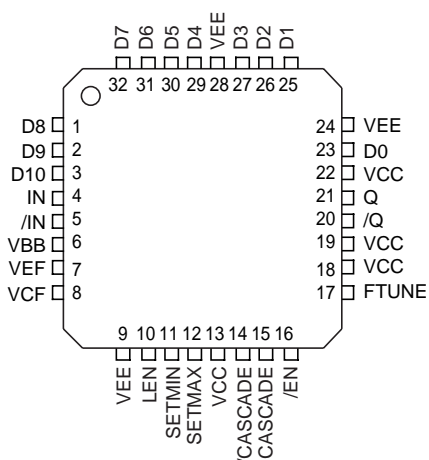 D7 D6 D5 D4 VEE D3 D2 D1
32 31 30 29 28 27 26 25
D8 1
D9 2
D10 3
IN 4
/IN 5
VBB 6
VEF 7
VCF 8
24 VEE
23 D0
22 VCC
21 Q
20 /Q
19 VCC
18 VCC
17 FTUNE
9 10 11 12 13 14 15 16
VEE LEN SETMIN SETMAX VCC /CASCADE CASCADE /EN